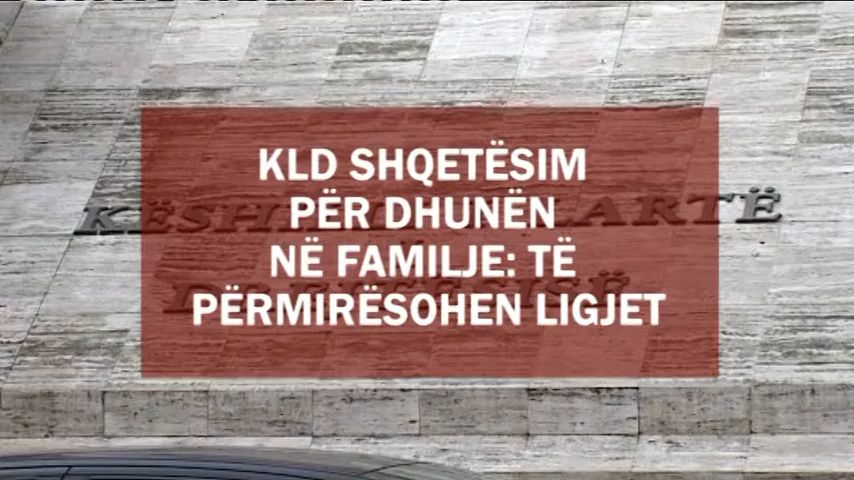 KLD SHQETËSIM
PËR DHUNËN
NË FAMILJE: TË
PËRMIRËSOHEN LIGJET